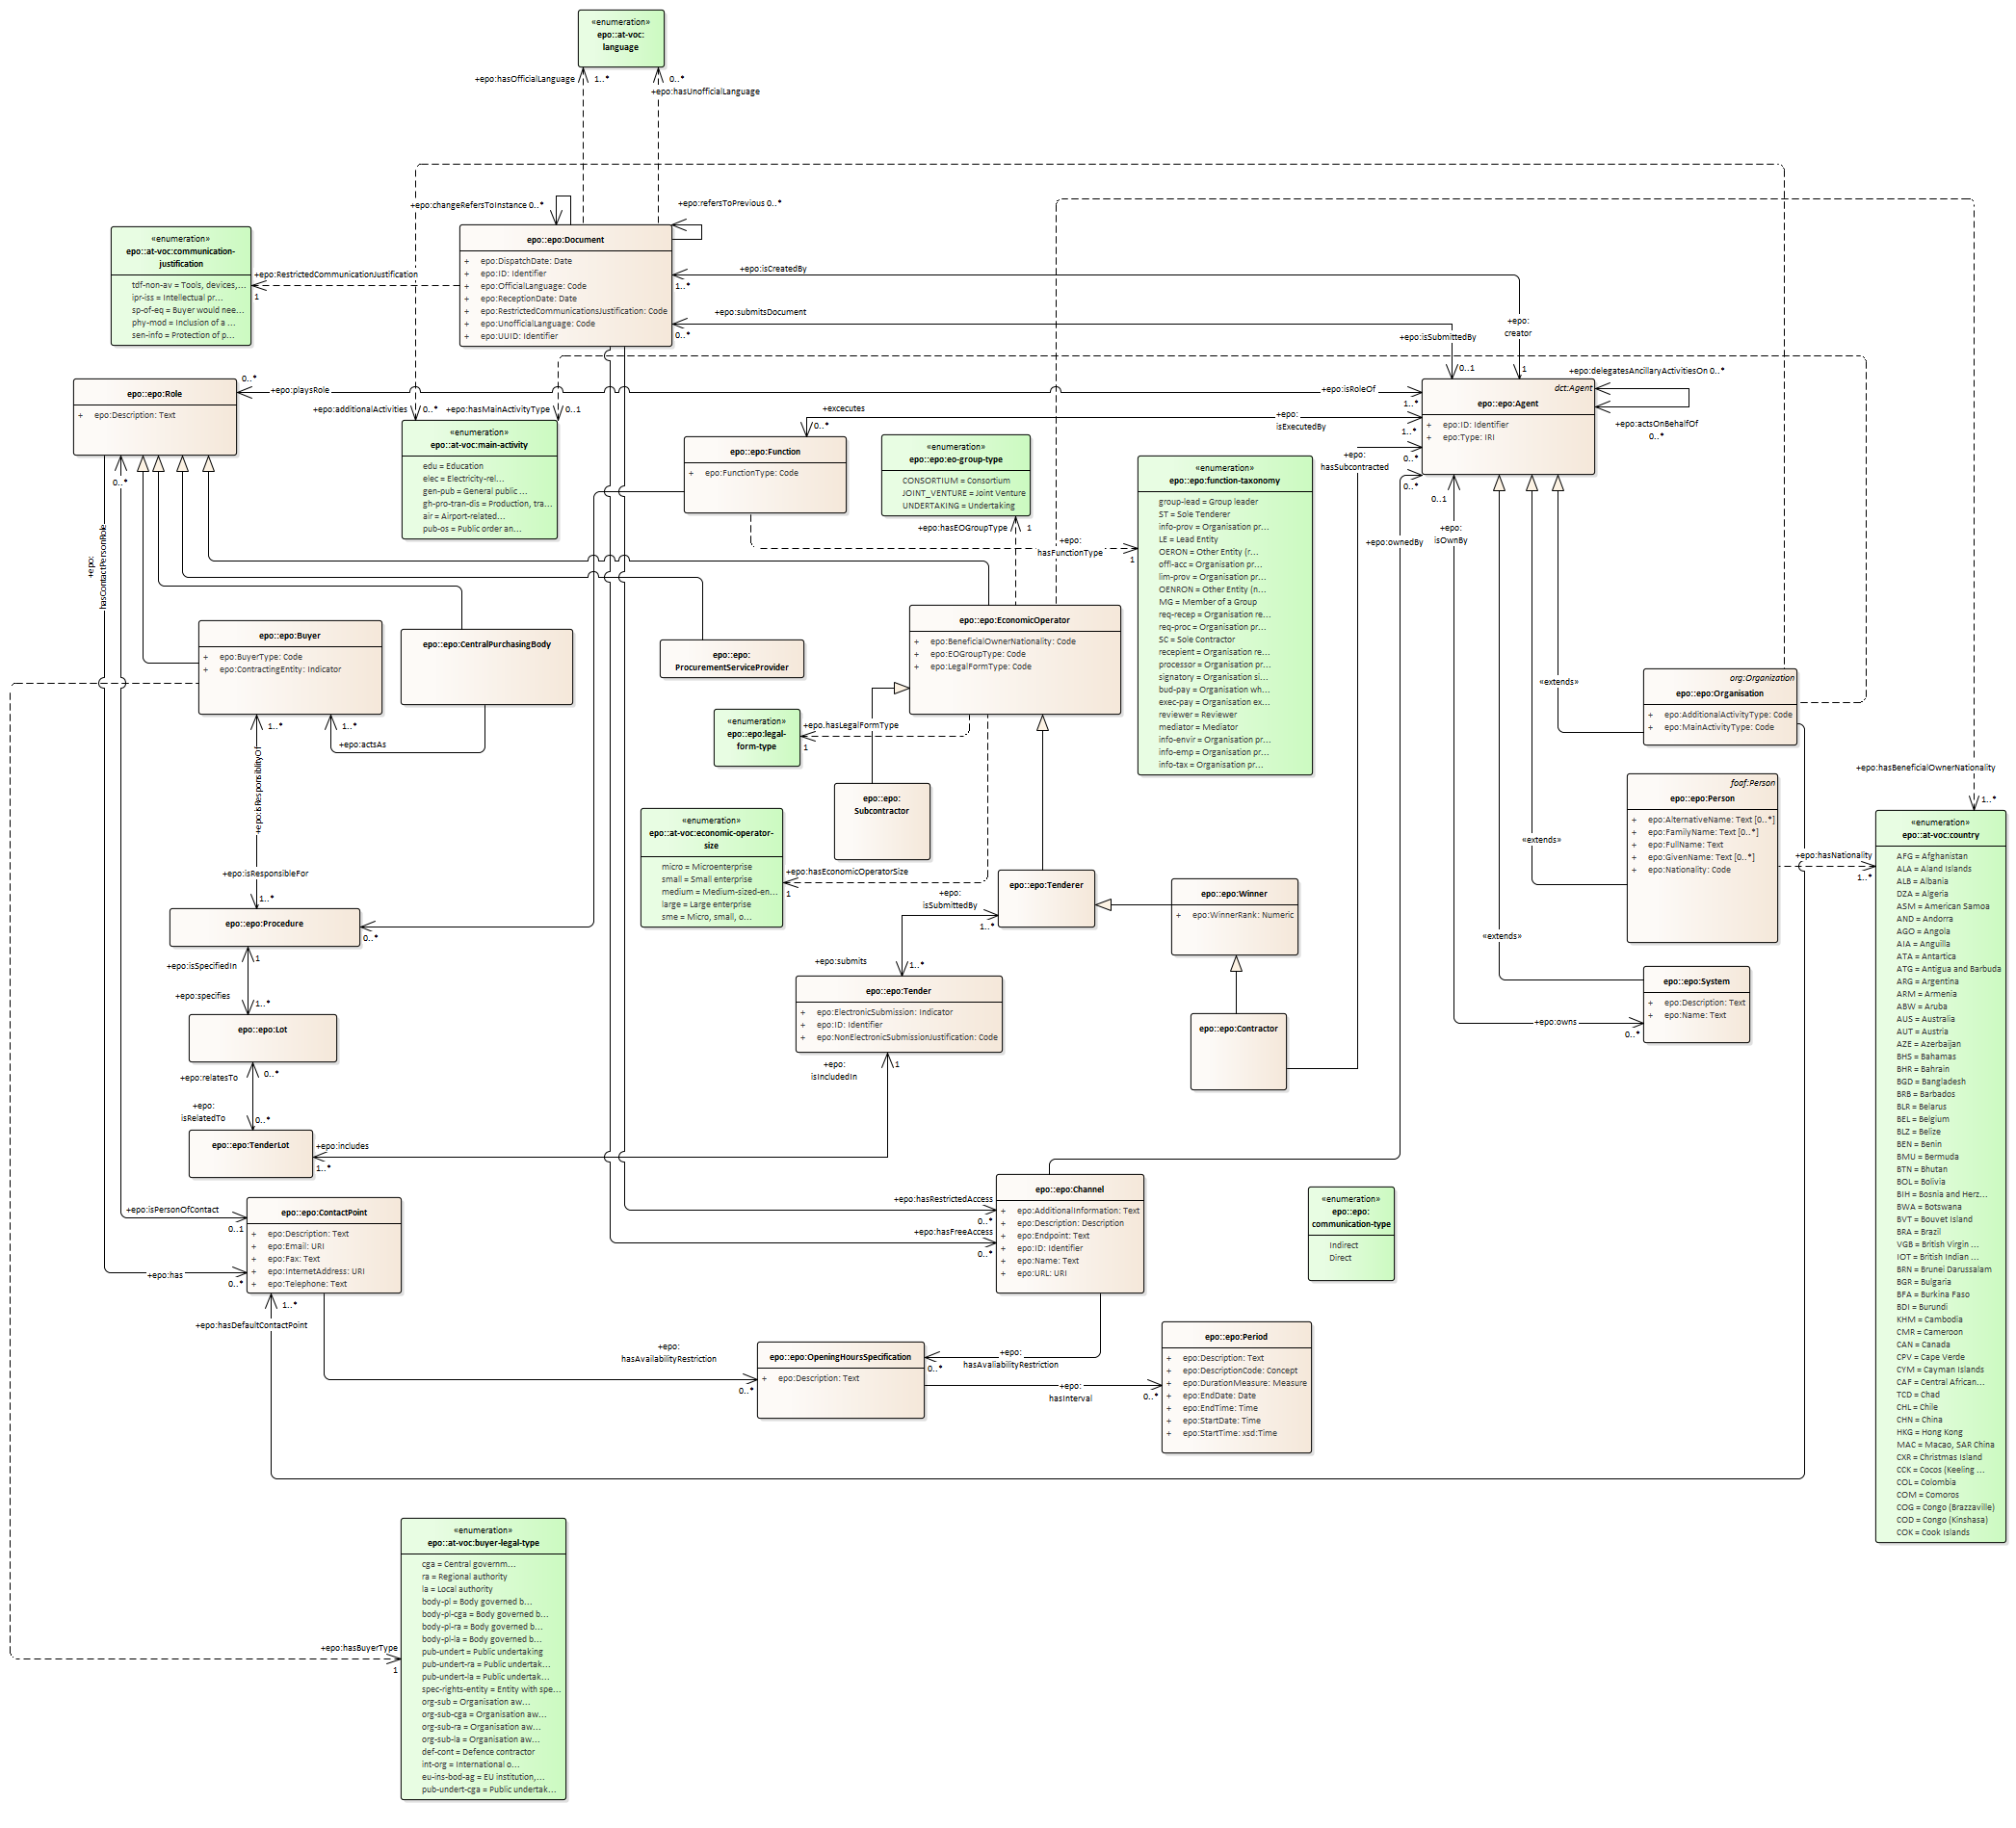 «enumeration»
epo::at-voc:
language
+epo:hasOfficialLanguage
1..*
0..*
+epo:hasUnofficialLanguage
+epo:changeRefersToInstance 0..*
+epo:refersToPrevious 0..*
«enumeration»
epo::at-voc:communication-
justification
tdf-non-av = Tools, devices,...
ipr-iss = Intellectual pr...
sp-of-eq = Buyer would nee...
phy-mod = Inclusion of a ...
sen-info = Protection of p...
+epo:RestrictedCommunicationJustification
1
epo::epo:Document
+ epo:DispatchDate: Date
+ epo:ID: Identifier
+ epo:OfficialLanguage: Code
+ epo:ReceptionDate: Date
+ epo:RestrictedCommunicationsJustification: Code
+ epo:UnofficialLanguage: Code
+ epo:UUID: Identifier
+epo:isCreatedBy
1..*
+epo:submitsDocument
0..*
+epo:
creator
1
+epo:isSubmittedBy
0..1
epo::epo:Role
+ epo:Description: Text
0..*
+epo:playsRole
+epo:isRoleOf
1..*
+epo:additionalActivities
0..*
+epo:hasMainActivityType
0..1
+excecutes
0..*
+epo:
isExecutedBy
1..*
dct:Agent
epo::epo:Agent
+ epo:ID: Identifier
+ epo:Type: IRI
+epo:delegatesAncillaryActivitiesOn 0..*
+epo:actsOnBehalfOf
0..*
«enumeration»
epo::at-voc:main-activity
edu = Education
elec = Electricity-rel...
gen-pub = General public ...
gh-pro-tran-dis = Production, tra...
air = Airport-related...
pub-os = Public order an...
epo::epo:Function
+ epo:FunctionType: Code
«enumeration»
epo::epo:eo-group-type
CONSORTIUM = Consortium
JOINT_VENTURE = Joint Venture
UNDERTAKING = Undertaking
+epo:hasEOGroupType
1
+epo:
hasFunctionType
1
«enumeration»
epo::epo:function-taxonomy
group-lead = Group leader
ST = Sole Tenderer
info-prov = Organisation pr...
LE = Lead Entity
OERON = Other Entity (r...
offl-acc = Organisation pr...
lim-prov = Organisation pr...
OENRON = Other Entity (n...
MG = Member of a Group
req-recep = Organisation re...
req-proc = Organisation pr...
SC = Sole Contractor
recepient = Organisation re...
processor = Organisation pr...
signatory = Organisation si...
bud-pay = Organisation wh...
exec-pay = Organisation ex...
reviewer = Reviewer
mediator = Mediator
info-envir = Organisation pr...
info-emp = Organisation pr...
info-tax = Organisation pr...
+epo:
hasSubcontracted
0..*
0..*
+epo:ownedBy
0..1
+epo:
isOwnBy
+epo:
hasContactPersonRole
0..*
epo::epo:Buyer
+ epo:BuyerType: Code
+ epo:ContractingEntity: Indicator
epo::epo:CentralPurchasingBody
1..*
1..*
+epo:actsAs
epo::epo:
ProcurementServiceProvider
epo::epo:EconomicOperator
+ epo:BeneficialOwnerNationality: Code
+ epo:EOGroupType: Code
+ epo:LegalFormType: Code
«enumeration»
epo::epo:legal-
form-type
+epo.hasLegalFormType
1
epo::epo:
Subcontractor
«enumeration»
epo::at-voc:economic-operator-
size
micro = Microenterprise
small = Small enterprise
medium = Medium-sized-en...
large = Large enterprise
sme = Micro, small, o...
+epo:hasEconomicOperatorSize
1
«extends»
org:Organization
epo::epo:Organisation
+ epo:AdditionalActivityType: Code
+ epo:MainActivityType: Code
foaf:Person
epo::epo:Person
+ epo:AlternativeName: Text [0..*]
+ epo:FamilyName: Text [0..*]
+ epo:FullName: Text
+ epo:GivenName: Text [0..*]
+ epo:Nationality: Code
«extends»
+epo:hasBeneficialOwnerNationality
1..*
+epo:hasNationality
1..*
«extends»
epo::epo:System
+ epo:Description: Text
+ epo:Name: Text
+epo:owns
0..*
«enumeration»
epo::at-voc:country
AFG = Afghanistan
ALA = Aland Islands
ALB = Albania
DZA = Algeria
ASM = American Samoa
AND = Andorra
AGO = Angola
AIA = Anguilla
ATA = Antartica
ATG = Antigua and Barbuda
ARG = Argentina
ARM = Armenia
ABW = Aruba
AUS = Australia
AUT = Austria
AZE = Azerbaijan
BHS = Bahamas
BHR = Bahrain
BGD = Bangladesh
BRB = Barbados
BLR = Belarus
BEL = Belgium
BLZ = Belize
BEN = Benin
BMU = Bermuda
BTN = Bhutan
BOL = Bolivia
BIH = Bosnia and Herz...
BWA = Botswana
BVT = Bouvet Island
BRA = Brazil
VGB = British Virgin ...
IOT = British Indian ...
BRN = Brunei Darussalam
BGR = Bulgaria
BFA = Burkina Faso
BDI = Burundi
KHM = Cambodia
CMR = Cameroon
CAN = Canada
CPV = Cape Verde
CYM = Cayman Islands
CAF = Central African...
TCD = Chad
CHL = Chile
CHN = China
HKG = Hong Kong
MAC = Macao, SAR China
CXR = Christmas Island
CCK = Cocos (Keeling ...
COL = Colombia
COM = Comoros
COG = Congo (Brazzaville)
COD = Congo (Kinshasa)
COK = Cook Islands
+epo:isResponsiblityOf
+epo:isResponsibleFor
1..*
epo::epo:Procedure
0..*
epo::epo:Tenderer
+epo:
isSubmittedBy
1..*
epo::epo:Winner
+ epo:WinnerRank: Numeric
+epo:submits
1..*
+epo:isSpecifiedIn
1
+epo:specifies
1..*
epo::epo:Tender
+ epo:ElectronicSubmission: Indicator
+ epo:ID: Identifier
+ epo:NonElectronicSubmissionJustification: Code
epo::epo:Contractor
epo::epo:Lot
+epo:relatesTo
0..*
+epo:
isRelatedTo
0..*
+epo:
isIncludedIn
1
epo::epo:TenderLot
+epo:includes
1..*
+epo:isPersonOfContact
0..1
+epo:has
0..*
epo::epo:ContactPoint
+ epo:Description: Text
+ epo:Email: URI
+ epo:Fax: Text
+ epo:InternetAddress: URI
+ epo:Telephone: Text
1..*
+epo:hasDefaultContactPoint
+epo:hasRestrictedAccess
0..*
+epo:hasFreeAccess
0..*
epo::epo:Channel
+ epo:AdditionalInformation: Text
+ epo:Description: Description
+ epo:Endpoint: Text
+ epo:ID: Identifier
+ epo:Name: Text
+ epo:URL: URI
«enumeration»
epo::epo:
communication-type
Indirect
Direct
+epo:
hasAvailabilityRestriction
0..*
epo::epo:OpeningHoursSpecification
+ epo:Description: Text
+epo:
hasAvaliabilityRestriction
0..*
+epo:
hasInterval
0..*
epo::epo:Period
+ epo:Description: Text
+ epo:DescriptionCode: Concept
+ epo:DurationMeasure: Measure
+ epo:EndDate: Date
+ epo:EndTime: Time
+ epo:StartDate: Time
+ epo:StartTime: xsd:Time
«enumeration»
epo::at-voc:buyer-legal-type
cga = Central governm...
ra = Regional authority
la = Local authority
body-pl = Body governed b...
body-pl-cga = Body governed b...
body-pl-ra = Body governed b...
body-pl-la = Body governed b...
pub-undert = Public undertaking
pub-undert-ra = Public undertak...
pub-undert-la = Public undertak...
spec-rights-entity = Entity with spe...
org-sub = Organisation aw...
org-sub-cga = Organisation aw...
org-sub-ra = Organisation aw...
org-sub-la = Organisation aw...
def-cont = Defence contractor
int-org = International o...
eu-ins-bod-ag = EU institution,...
pub-undert-cga = Public undertak...
+epo:hasBuyerType
1